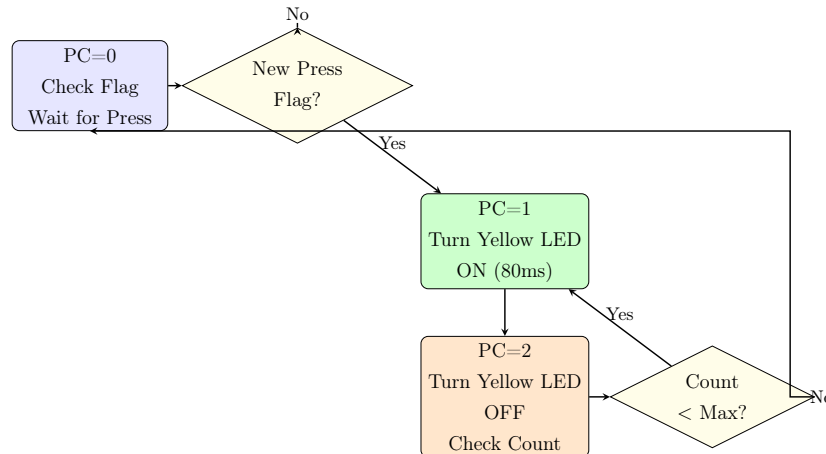 No
PC=0
Check Flag
Wait for Press
New Press
Flag?
Yes
PC=1
Turn Yellow LED
ON (80ms)
Yes
PC=2
Turn Yellow LED
OFF
Check Count
Count
< Max?
No